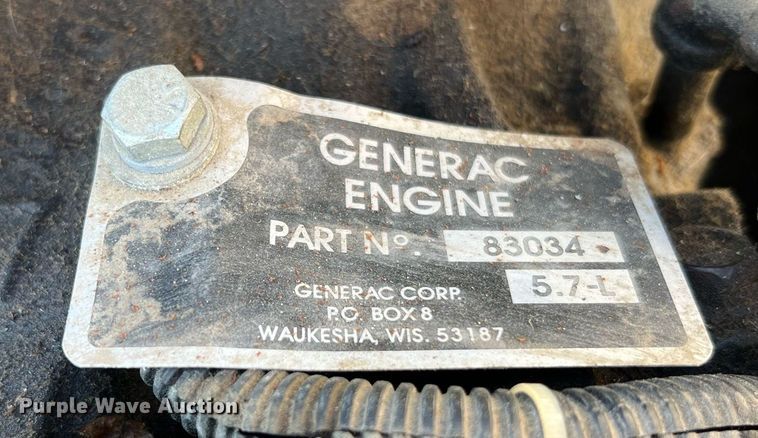 GENERAC
ENGINE
PART No. 83034
5.7-L
GENERAC CORP.
P.O. BOX 8
WAUKESHA, WIS. 53187
Purple Wave Auction